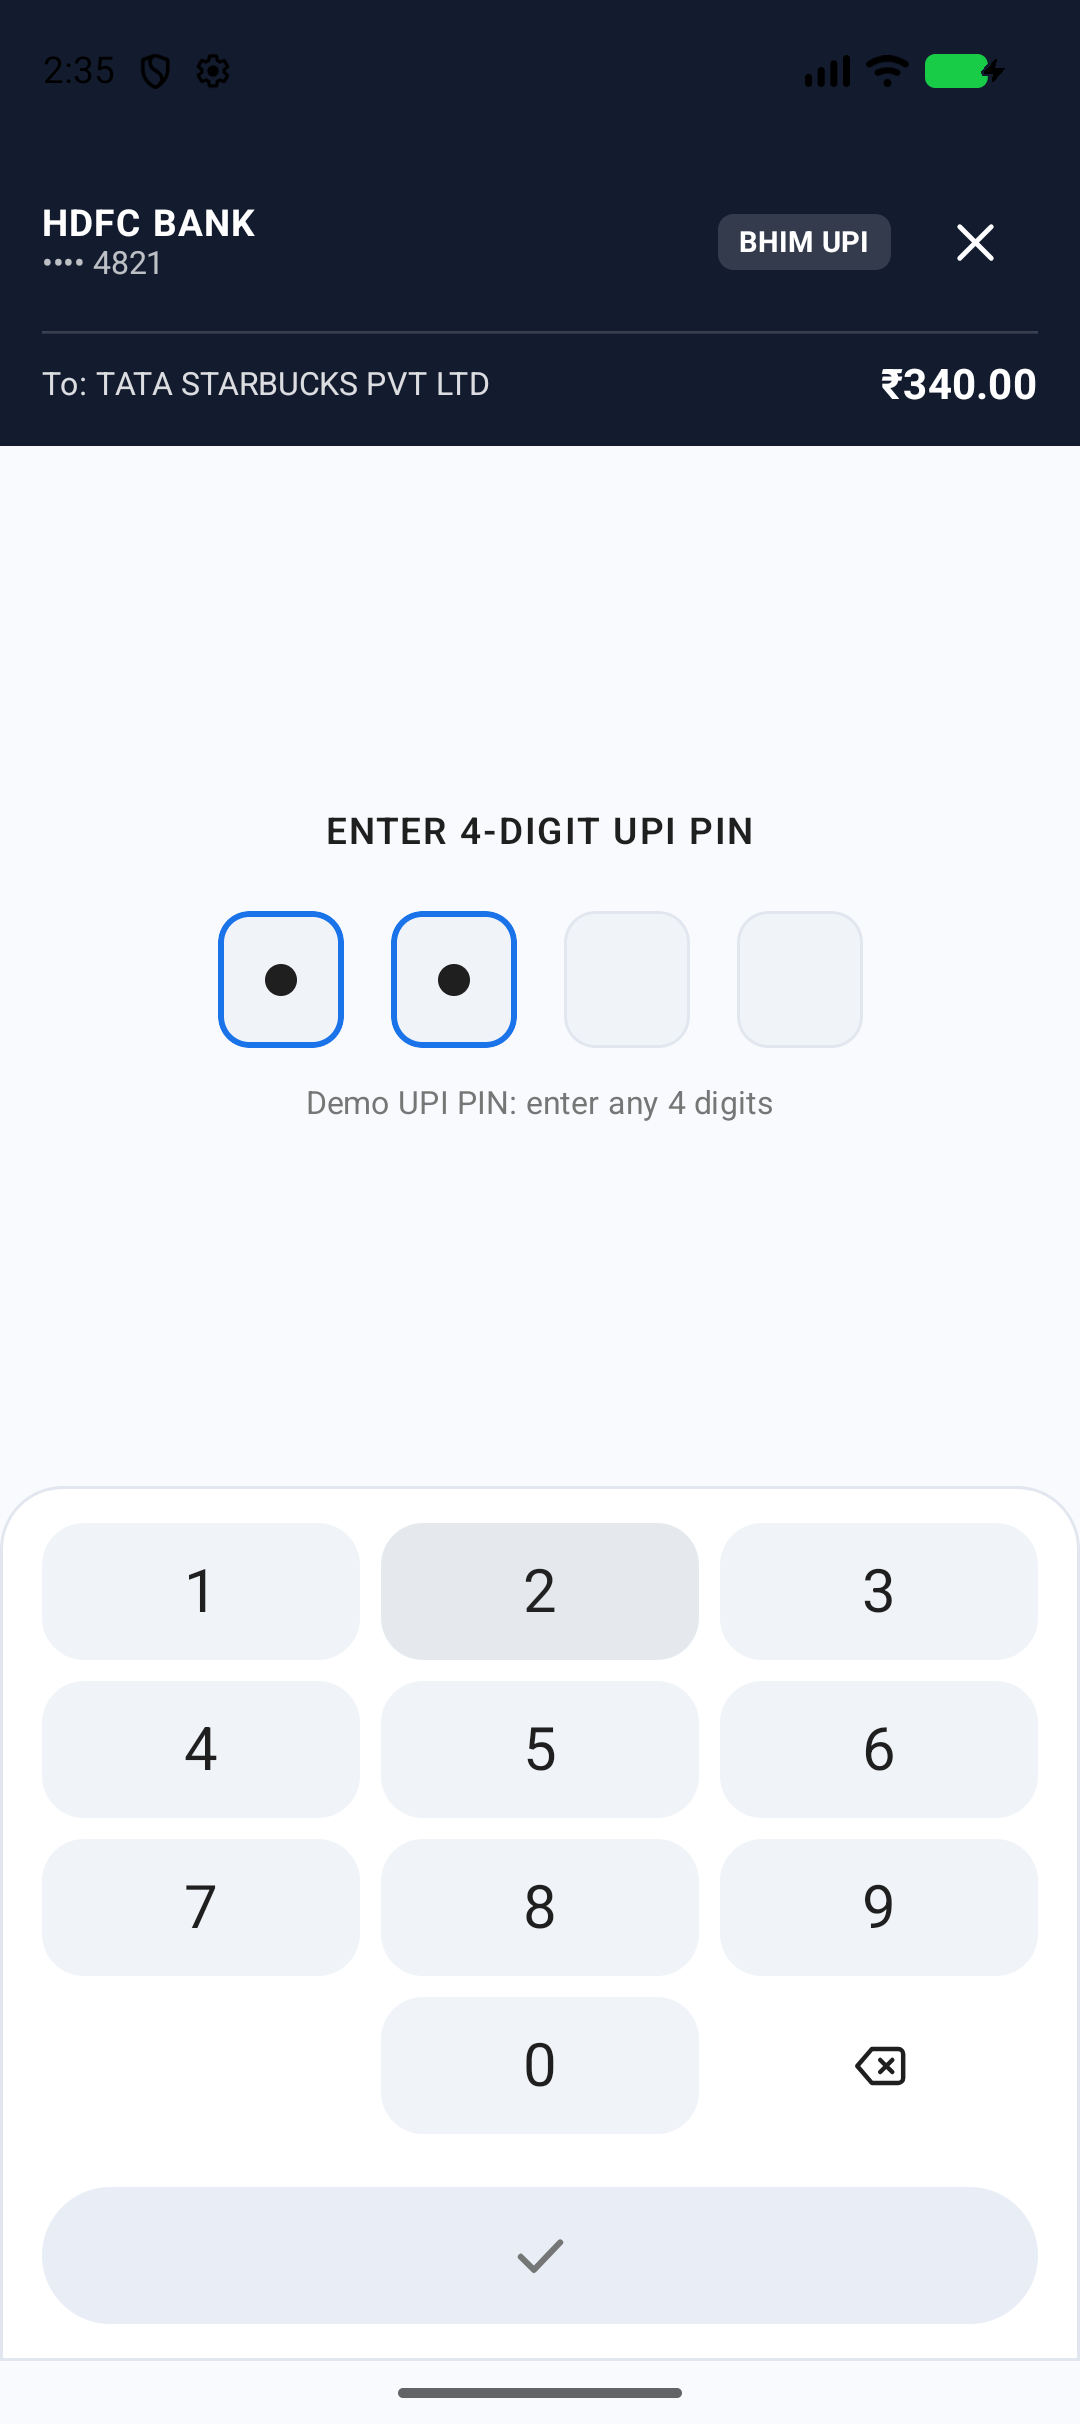 2:35
HDFC BANK
•••• 4821
BHIM UPI
To: TATA STARBUCKS PVT LTD
₹340.00
ENTER 4-DIGIT UPI PIN
Demo UPI PIN: enter any 4 digits
1 2 3
4 5 6
7 8 9
0